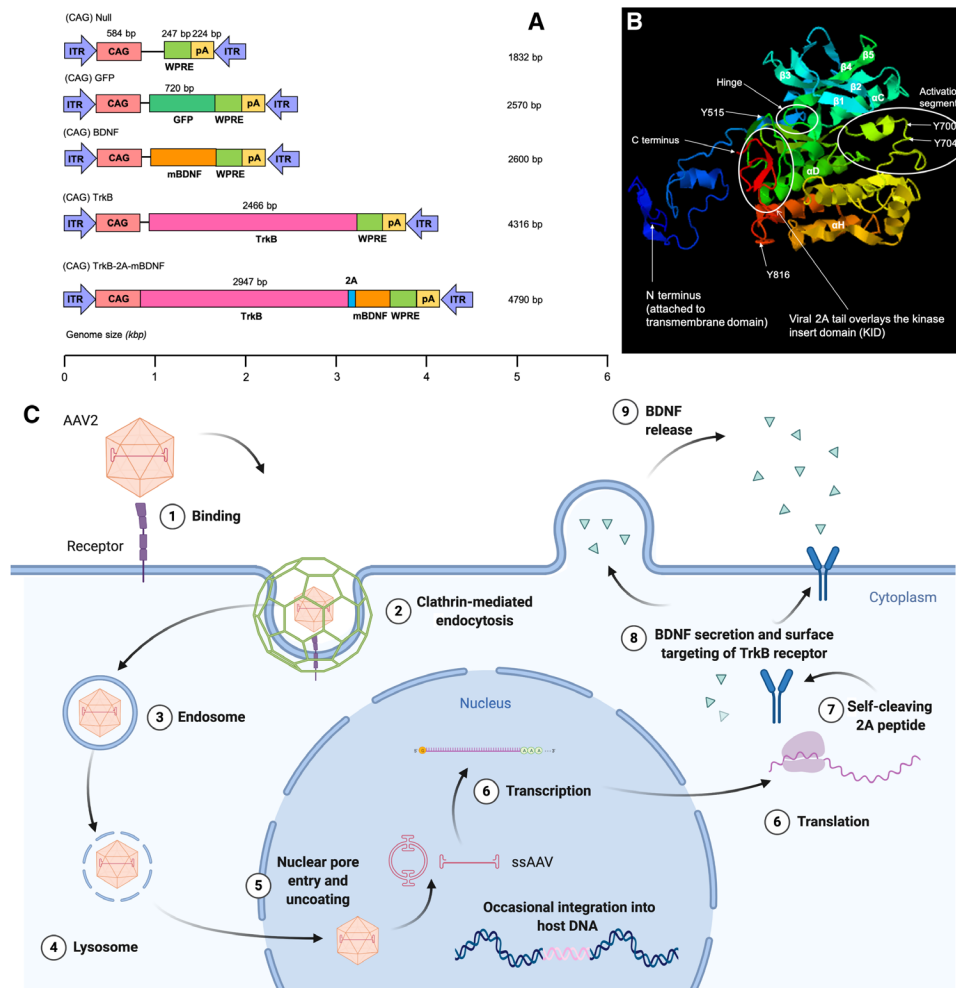 A
(CAG) Null
584 bp
247 bp 224 bp
ITR CAG WPRE pA ITR
1832 bp
(CAG) GFP
720 bp
ITR CAG GFP WPRE pA ITR
2570 bp
(CAG) BDNF
ITR CAG mBDNF WPRE pA ITR
2600 bp
(CAG) TrkB
2466 bp
ITR CAG TrkB WPRE pA ITR
4316 bp
(CAG) TrkB-2A-mBDNF
2947 bp
2A
ITR CAG TrkB mBDNF WPRE pA ITR
4790 bp
Genome size (kbp)
0 1 2 3 4 5 6
B
β3
β4
β5
β2
β1
αC
Hinge
Activation
segment
Y515
Y700
Y704
C terminus
αD
αH
Y816
N terminus
(attached to
transmembrane domain)
Viral 2A tail overlays the kinase
insert domain (KID)
C
AAV2
1 Binding
Receptor
2 Clathrin-mediated
endocytosis
3 Endosome
4 Lysosome
5 Nuclear pore
entry and
uncoating
Nucleus
5' G A A A 3'
6 Transcription
ssAAV
Occasional integration into
host DNA
6 Translation
7 Self-cleaving
2A peptide
8 BDNF secretion and surface
targeting of TrkB receptor
Cytoplasm
9 BDNF
release